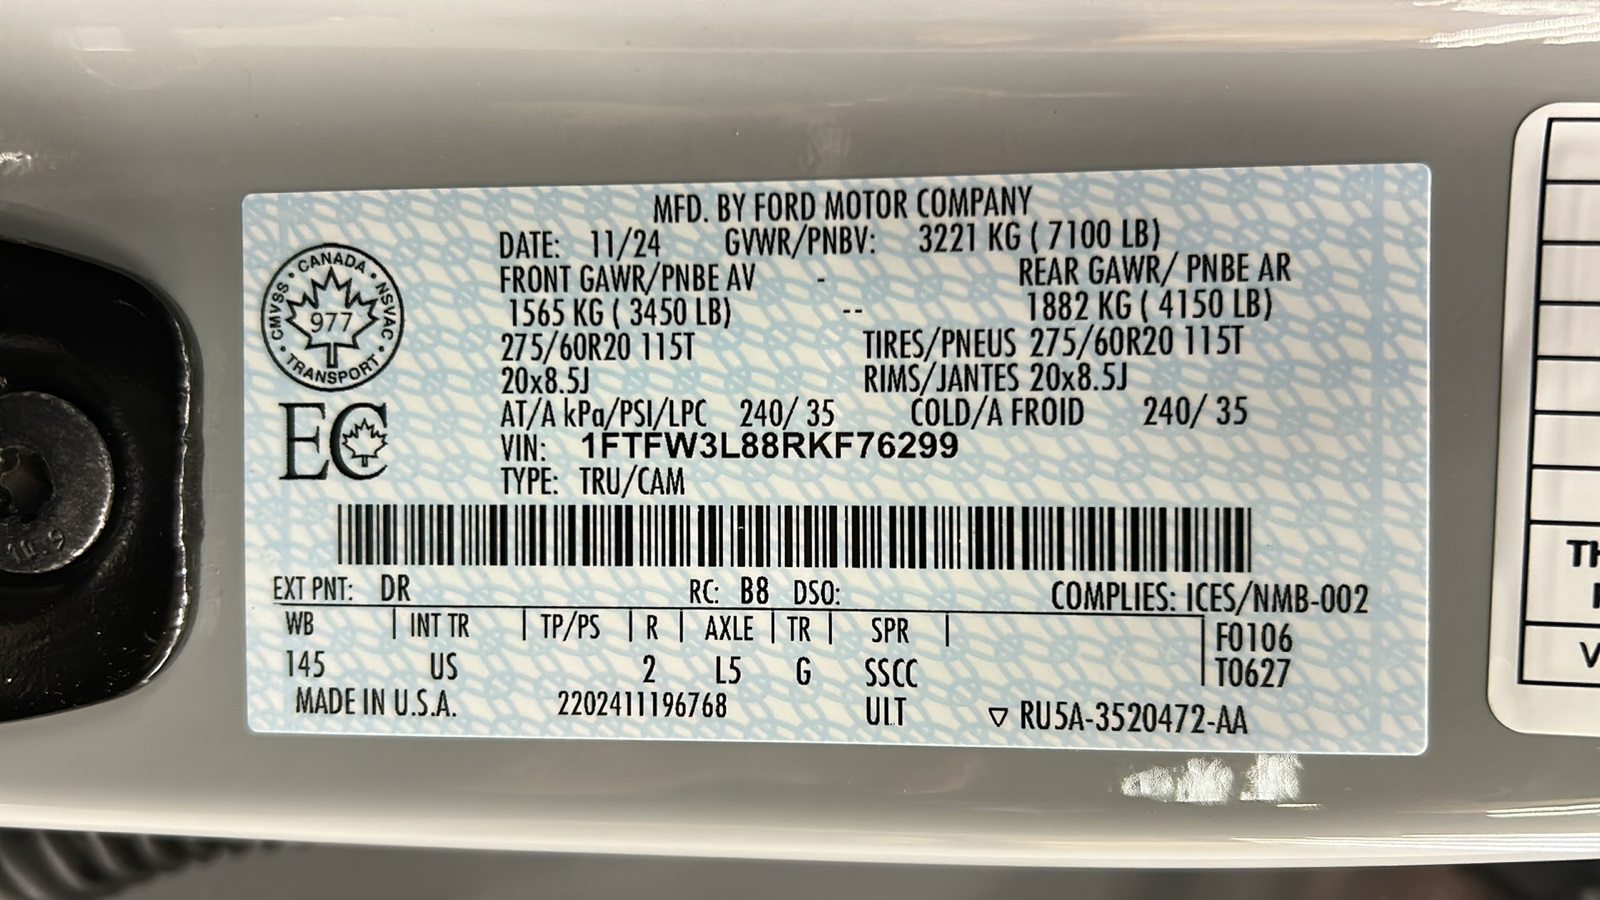 MFD. BY FORD MOTOR COMPANY
DATE: 11/24 GVWR/PNBV: 3221 KG ( 7100 LB)
FRONT GAWR/PNBE AV - REAR GAWR/ PNBE AR
1565 KG ( 3450 LB) -- 1882 KG ( 4150 LB)
275/60R20 115T TIRES/PNEUS 275/60R20 115T
20x8.5J RIMS/JANTES 20x8.5J
AT/A kPa/PSI/LPC 240/ 35 COLD/A FROID 240/ 35
VIN: 1FTFW3L88RKF76299
TYPE: TRU/CAM
CANADA
CMVSS 977 NSVAC
TRANSPORT
EC
EXT PNT: DR RC: B8 DSO: COMPLIES: ICES/NMB-002
WB | INT TR | TP/PS | R | AXLE | TR | SPR | F0106
145 US 2 L5 G SSCC T0627
MADE IN U.S.A. 2202411196768 ULT ▽ RU5A-3520472-AA
10.9